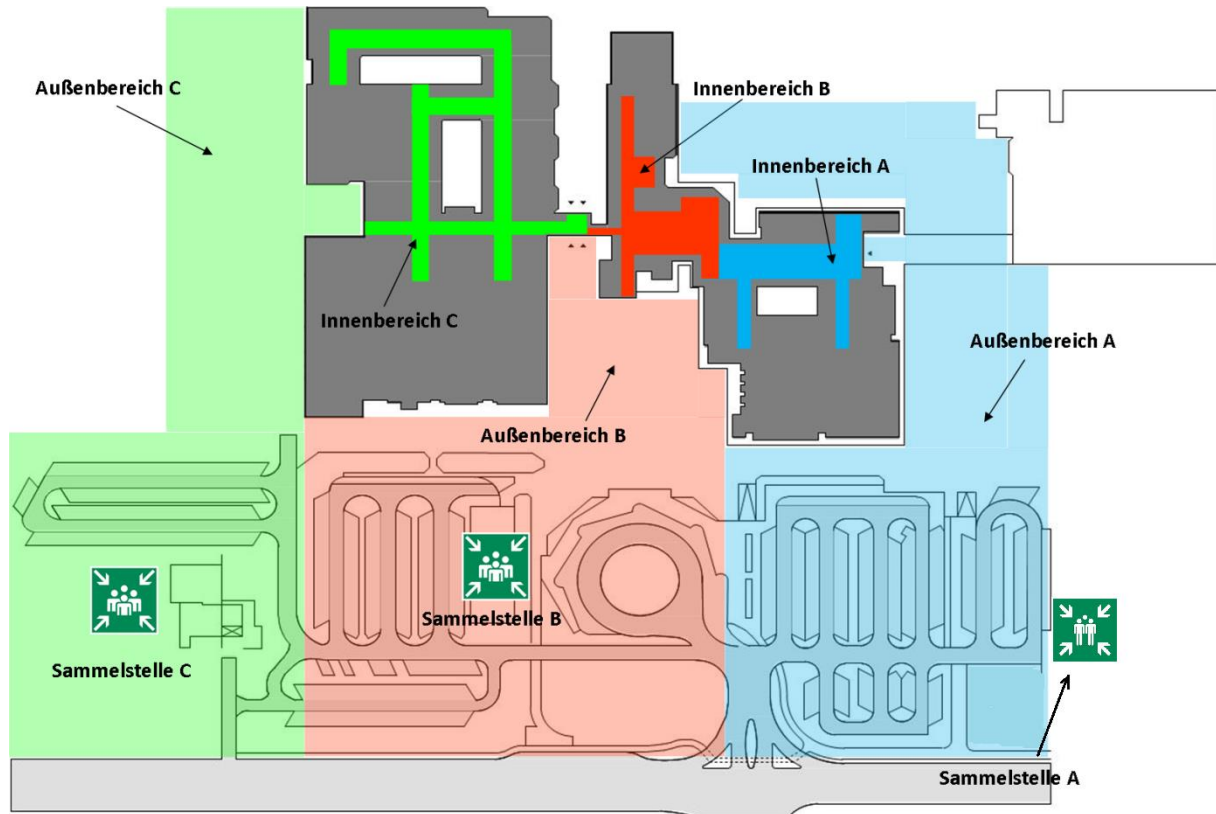 Außenbereich C
Innenbereich B
Innenbereich A
Innenbereich C
Außenbereich A
Außenbereich B
Sammelstelle B
Sammelstelle C
Sammelstelle A